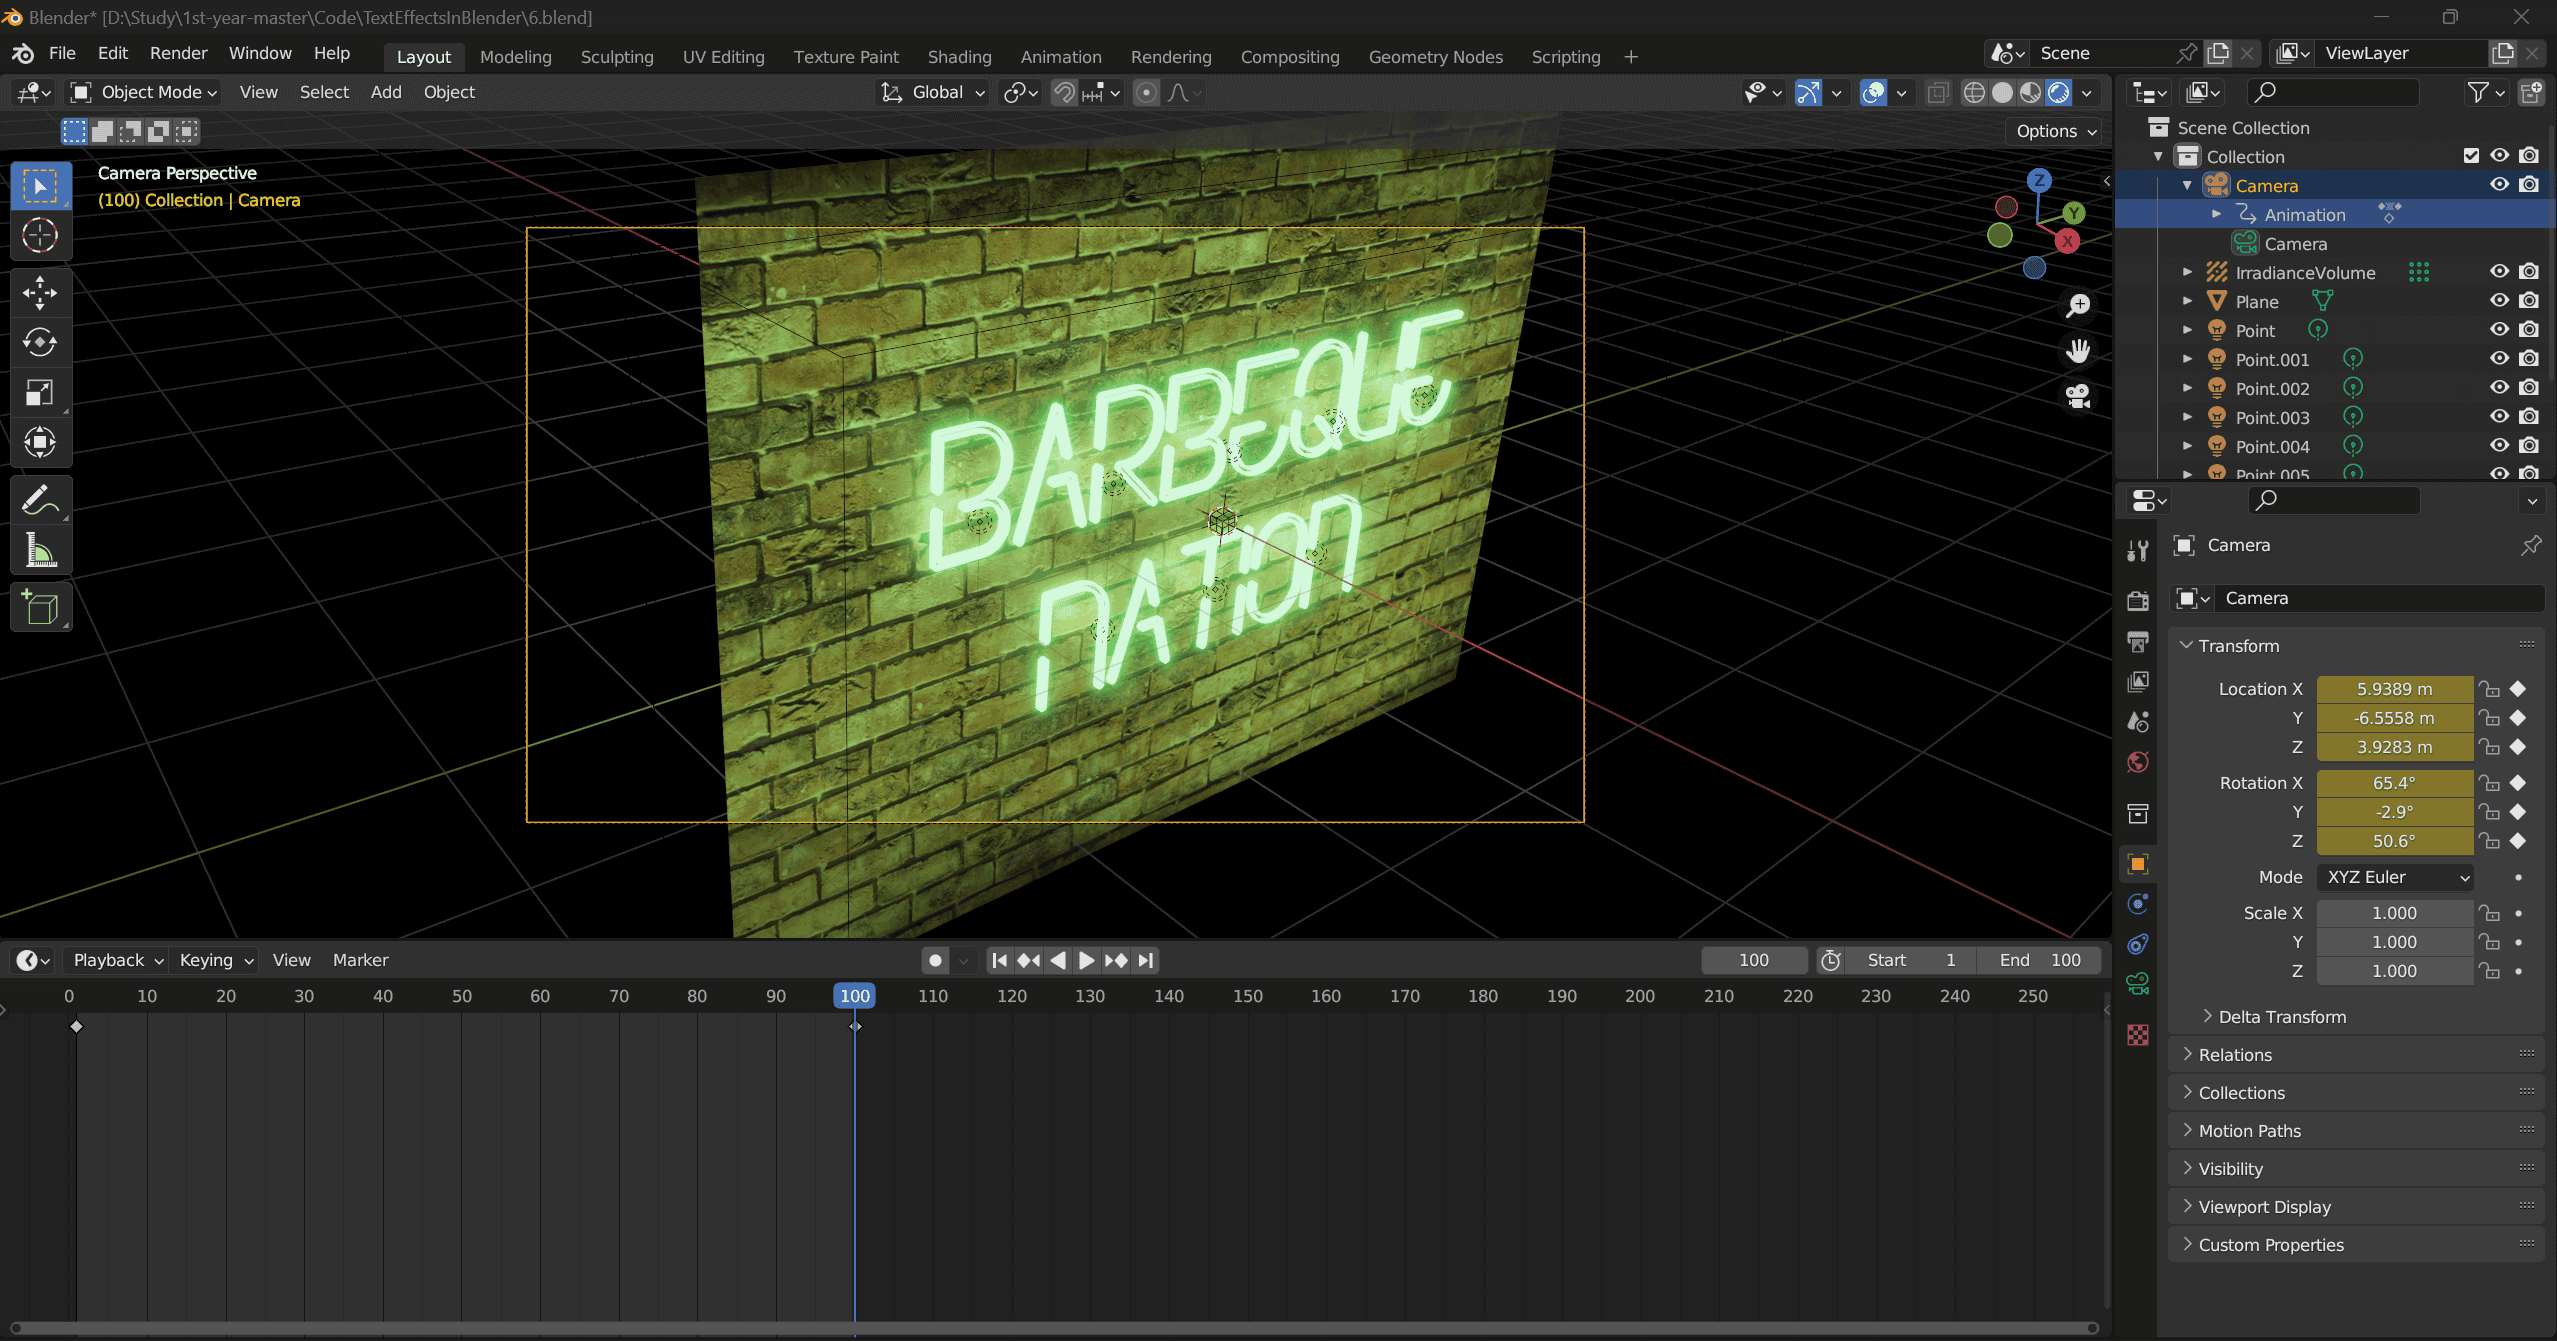 Blender* [D:\Study\1st-year-master\Code\TextEffectsInBlender\6.blend]
File Edit Render Window Help Layout Modeling Sculpting UV Editing Texture Paint Shading Animation Rendering Compositing Geometry Nodes Scripting + Scene ViewLayer
Object Mode View Select Add Object Global
Options
Camera Perspective
(100) Collection | Camera
Z
Y
X
BARBEQUE
NATION
Scene Collection
Collection
Camera
Animation
Camera
IrradianceVolume
Plane
Point
Point.001
Point.002
Point.003
Point.004
Point.005
Camera
Camera
Transform
Location X 5.9389 m
Y -6.5558 m
Z 3.9283 m
Rotation X 65.4°
Y -2.9°
Z 50.6°
Mode XYZ Euler
Scale X 1.000
Y 1.000
Z 1.000
Delta Transform
Relations
Collections
Motion Paths
Visibility
Viewport Display
Custom Properties
Playback Keying View Marker 100 Start 1 End 100
0 10 20 30 40 50 60 70 80 90 100 110 120 130 140 150 160 170 180 190 200 210 220 230 240 250